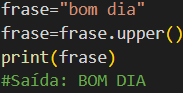 frase="bom dia"
frase=frase.upper()
print(frase)
#Saída: BOM DIA